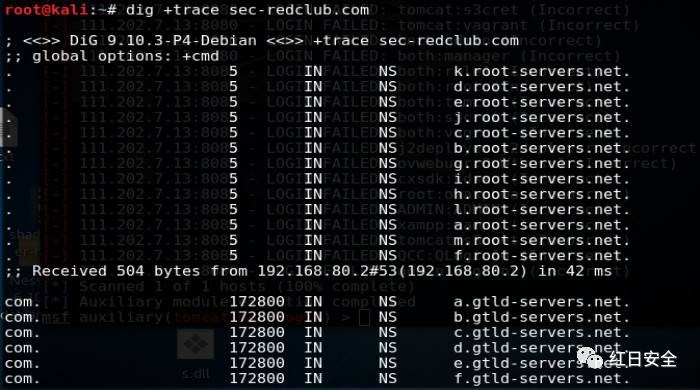 root@kali:~# dig +trace sec-redclub.com
; <<>> DiG 9.10.3-P4-Debian <<>> +trace sec-redclub.com
;; global options: +cmd
. 5 IN NS k.root-servers.net.
. 5 IN NS d.root-servers.net.
. 5 IN NS e.root-servers.net.
. 5 IN NS j.root-servers.net.
. 5 IN NS c.root-servers.net.
. 5 IN NS b.root-servers.net.
. 5 IN NS g.root-servers.net.
. 5 IN NS i.root-servers.net.
. 5 IN NS h.root-servers.net.
. 5 IN NS l.root-servers.net.
. 5 IN NS a.root-servers.net.
. 5 IN NS m.root-servers.net.
. 5 IN NS f.root-servers.net.
;; Received 504 bytes from 192.168.80.2#53(192.168.80.2) in 42 ms
[*] Scanned 1 of 1 hosts (100% complete)
com. 172800 IN NS a.gtld-servers.net.
com. 172800 IN NS b.gtld-servers.net.
com. 172800 IN NS c.gtld-servers.net.
com. 172800 IN NS d.gtld-servers.net.
com. 172800 IN NS e.gtld-servers.net.
com. 172800 IN NS f.gtld-servers.net.
s.dll
红日安全